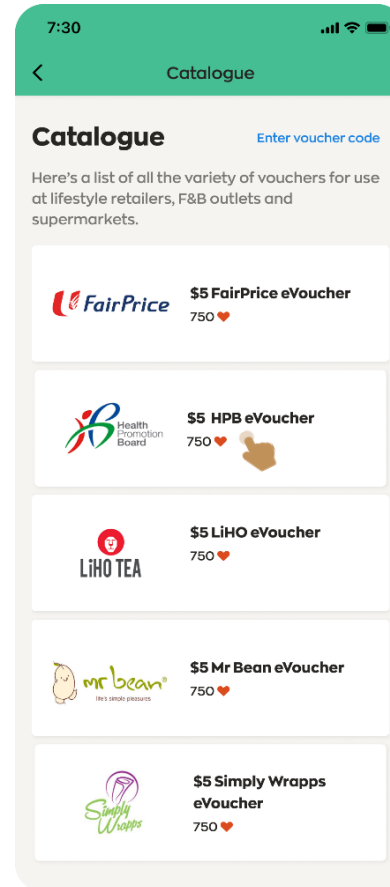 7:30
Catalogue
Catalogue
Enter voucher code
Here's a list of all the variety of vouchers for use
at lifestyle retailers, F&B outlets and
supermarkets.
FairPrice
$5 FairPrice eVoucher
750
Health
Promotion
Board
$5 HPB eVoucher
750
LiHO TEA
$5 LiHO eVoucher
750
mr bean®
life's simple pleasures
$5 Mr Bean eVoucher
750
Simply
Wrapps
$5 Simply Wrapps
eVoucher
750